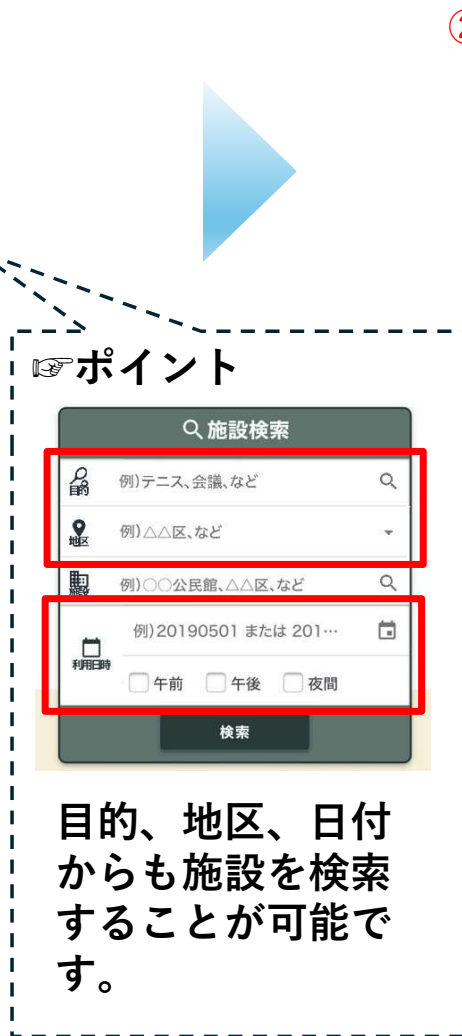 ②
☞ポイント
施設検索
目的
例)テニス、会議、など
地区
例)△△区、など
施設
例)○○公民館、△△区、など
例)20190501 または 201…
利用日時
午前 午後 夜間
検索
目的、地区、日付
からも施設を検索
することが可能で
す。